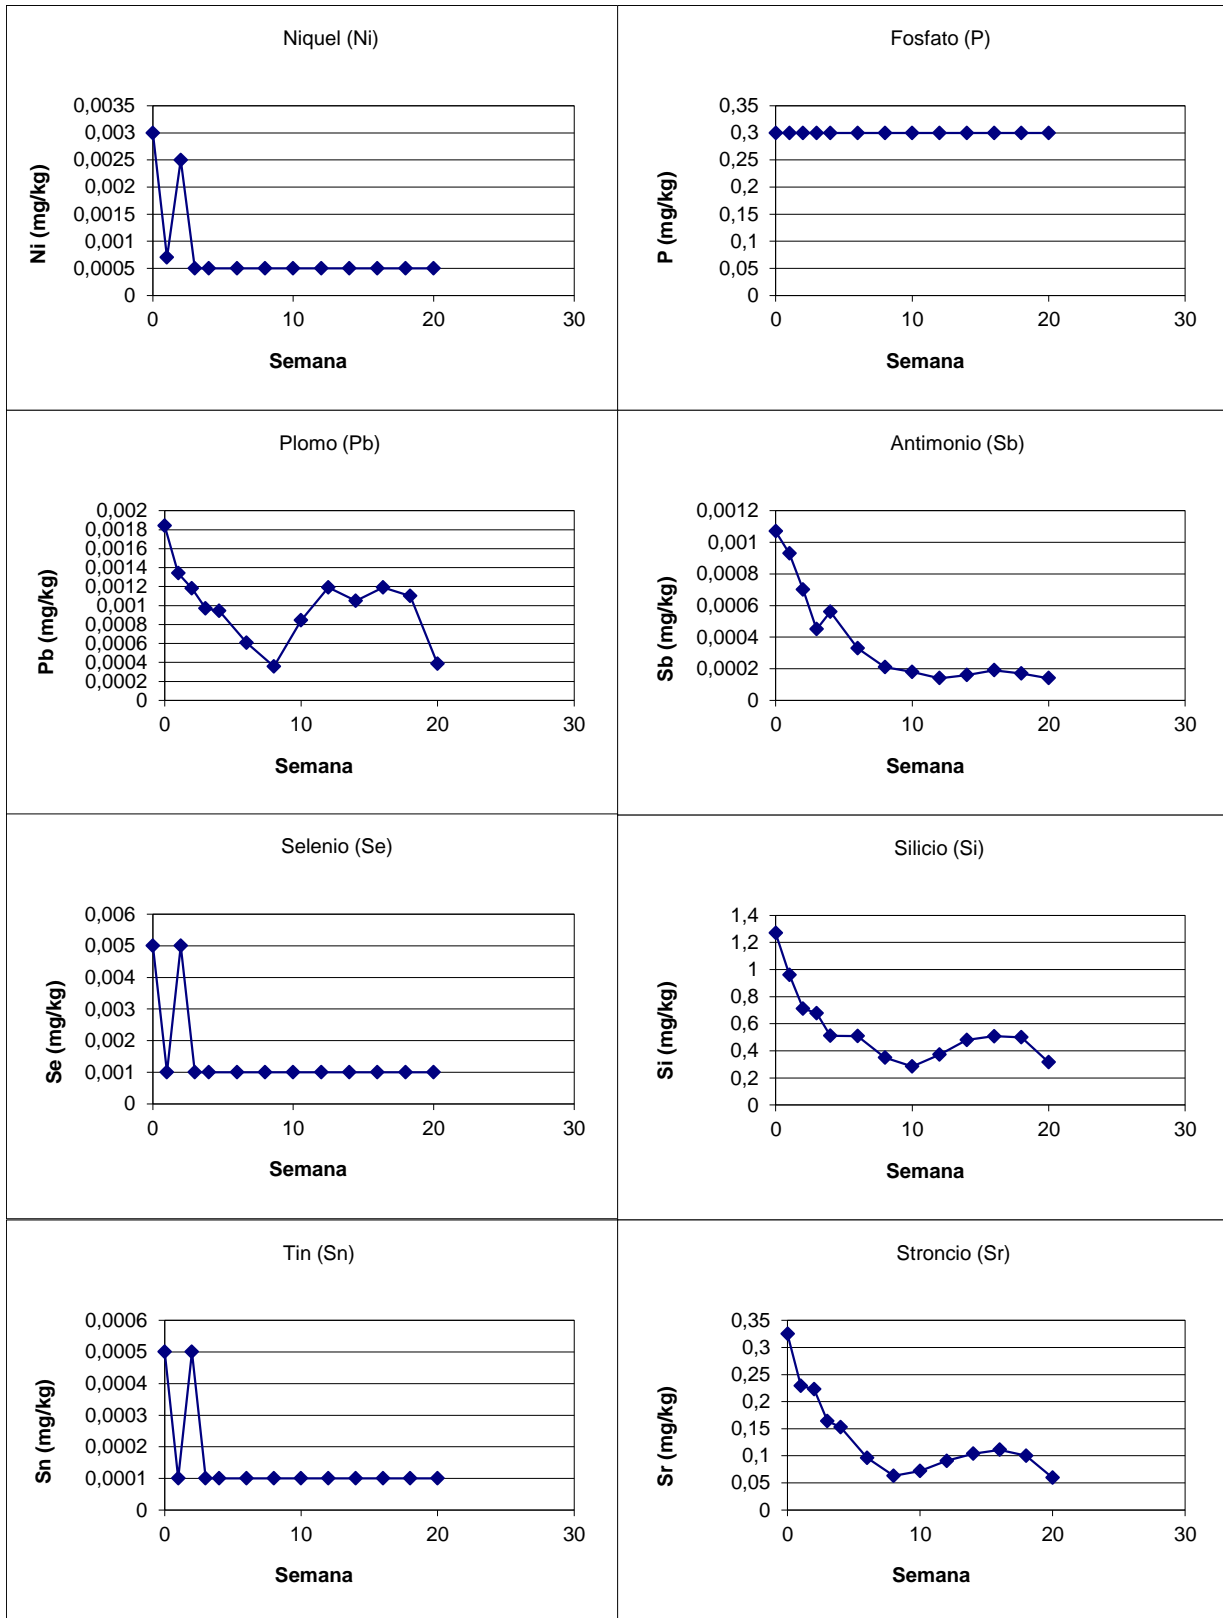 Niquel (Ni)
0,0035
0,003
0,0025
0,002
0,0015
0,001
0,0005
0
Ni (mg/kg)
0 10 20 30
Semana
Fosfato (P)
0,35
0,3
0,25
0,2
0,15
0,1
0,05
0
P (mg/kg)
0 10 20 30
Semana
Plomo (Pb)
0,002
0,0018
0,0016
0,0014
0,0012
0,001
0,0008
0,0006
0,0004
0,0002
0
Pb (mg/kg)
0 10 20 30
Semana
Antimonio (Sb)
0,0012
0,001
0,0008
0,0006
0,0004
0,0002
0
Sb (mg/kg)
0 10 20 30
Semana
Selenio (Se)
0,006
0,005
0,004
0,003
0,002
0,001
0
Se (mg/kg)
0 10 20 30
Semana
Silicio (Si)
1,4
1,2
1
0,8
0,6
0,4
0,2
0
Si (mg/kg)
0 10 20 30
Semana
Tin (Sn)
0,0006
0,0005
0,0004
0,0003
0,0002
0,0001
0
Sn (mg/kg)
0 10 20 30
Semana
Stroncio (Sr)
0,35
0,3
0,25
0,2
0,15
0,1
0,05
0
Sr (mg/kg)
0 10 20 30
Semana